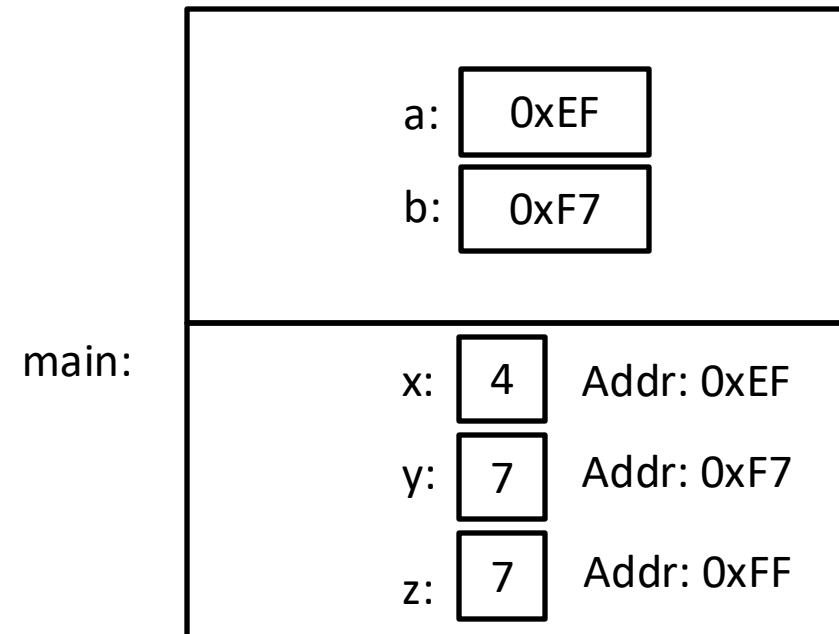 a: 0xEF
b: 0xF7
main:
x: 4 Addr: 0xEF
y: 7 Addr: 0xF7
z: 7 Addr: 0xFF